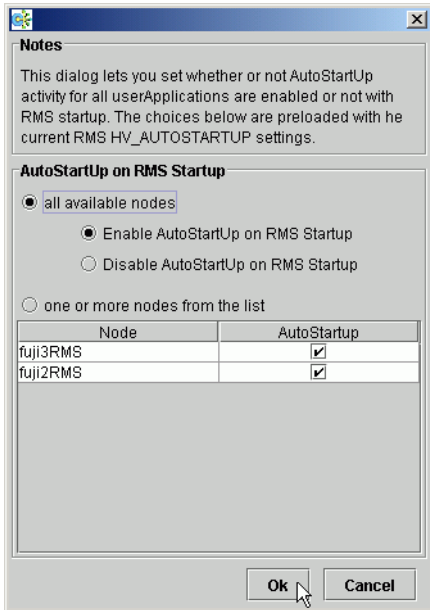 Notes
This dialog lets you set whether or not AutoStartUp
activity for all userApplications are enabled or not with
RMS startup. The choices below are preloaded with he
current RMS HV_AUTOSTARTUP settings.
AutoStartUp on RMS Startup
all available nodes
Enable AutoStartUp on RMS Startup
Disable AutoStartUp on RMS Startup
one or more nodes from the list
Node AutoStartup
fuji3RMS
fuji2RMS
Ok Cancel